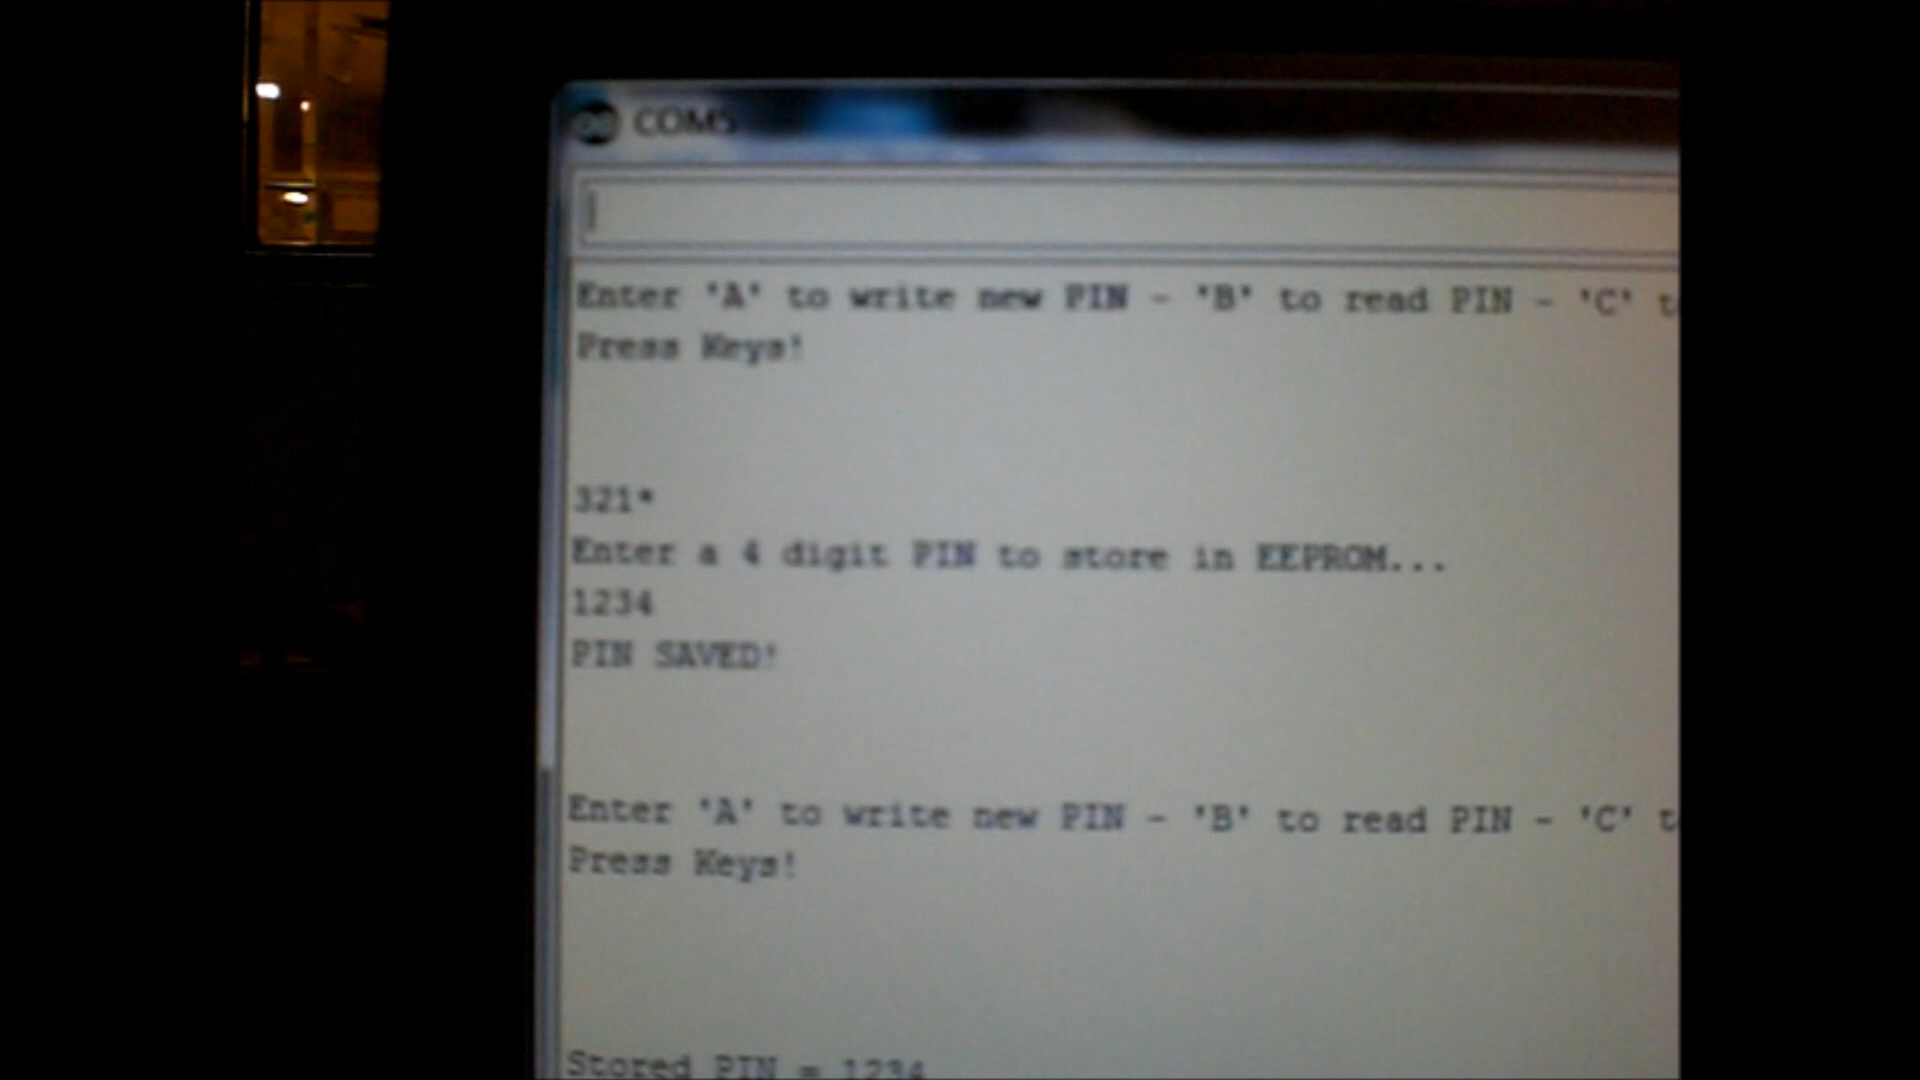 COM5
Enter 'A' to write new PIN - 'B' to read PIN - 'C' t
Press Keys!
321*
Enter a 4 digit PIN to store in EEPROM...
1234
PIN SAVED!
Enter 'A' to write new PIN - 'B' to read PIN - 'C' t
Press Keys!
Stored PIN = 1234